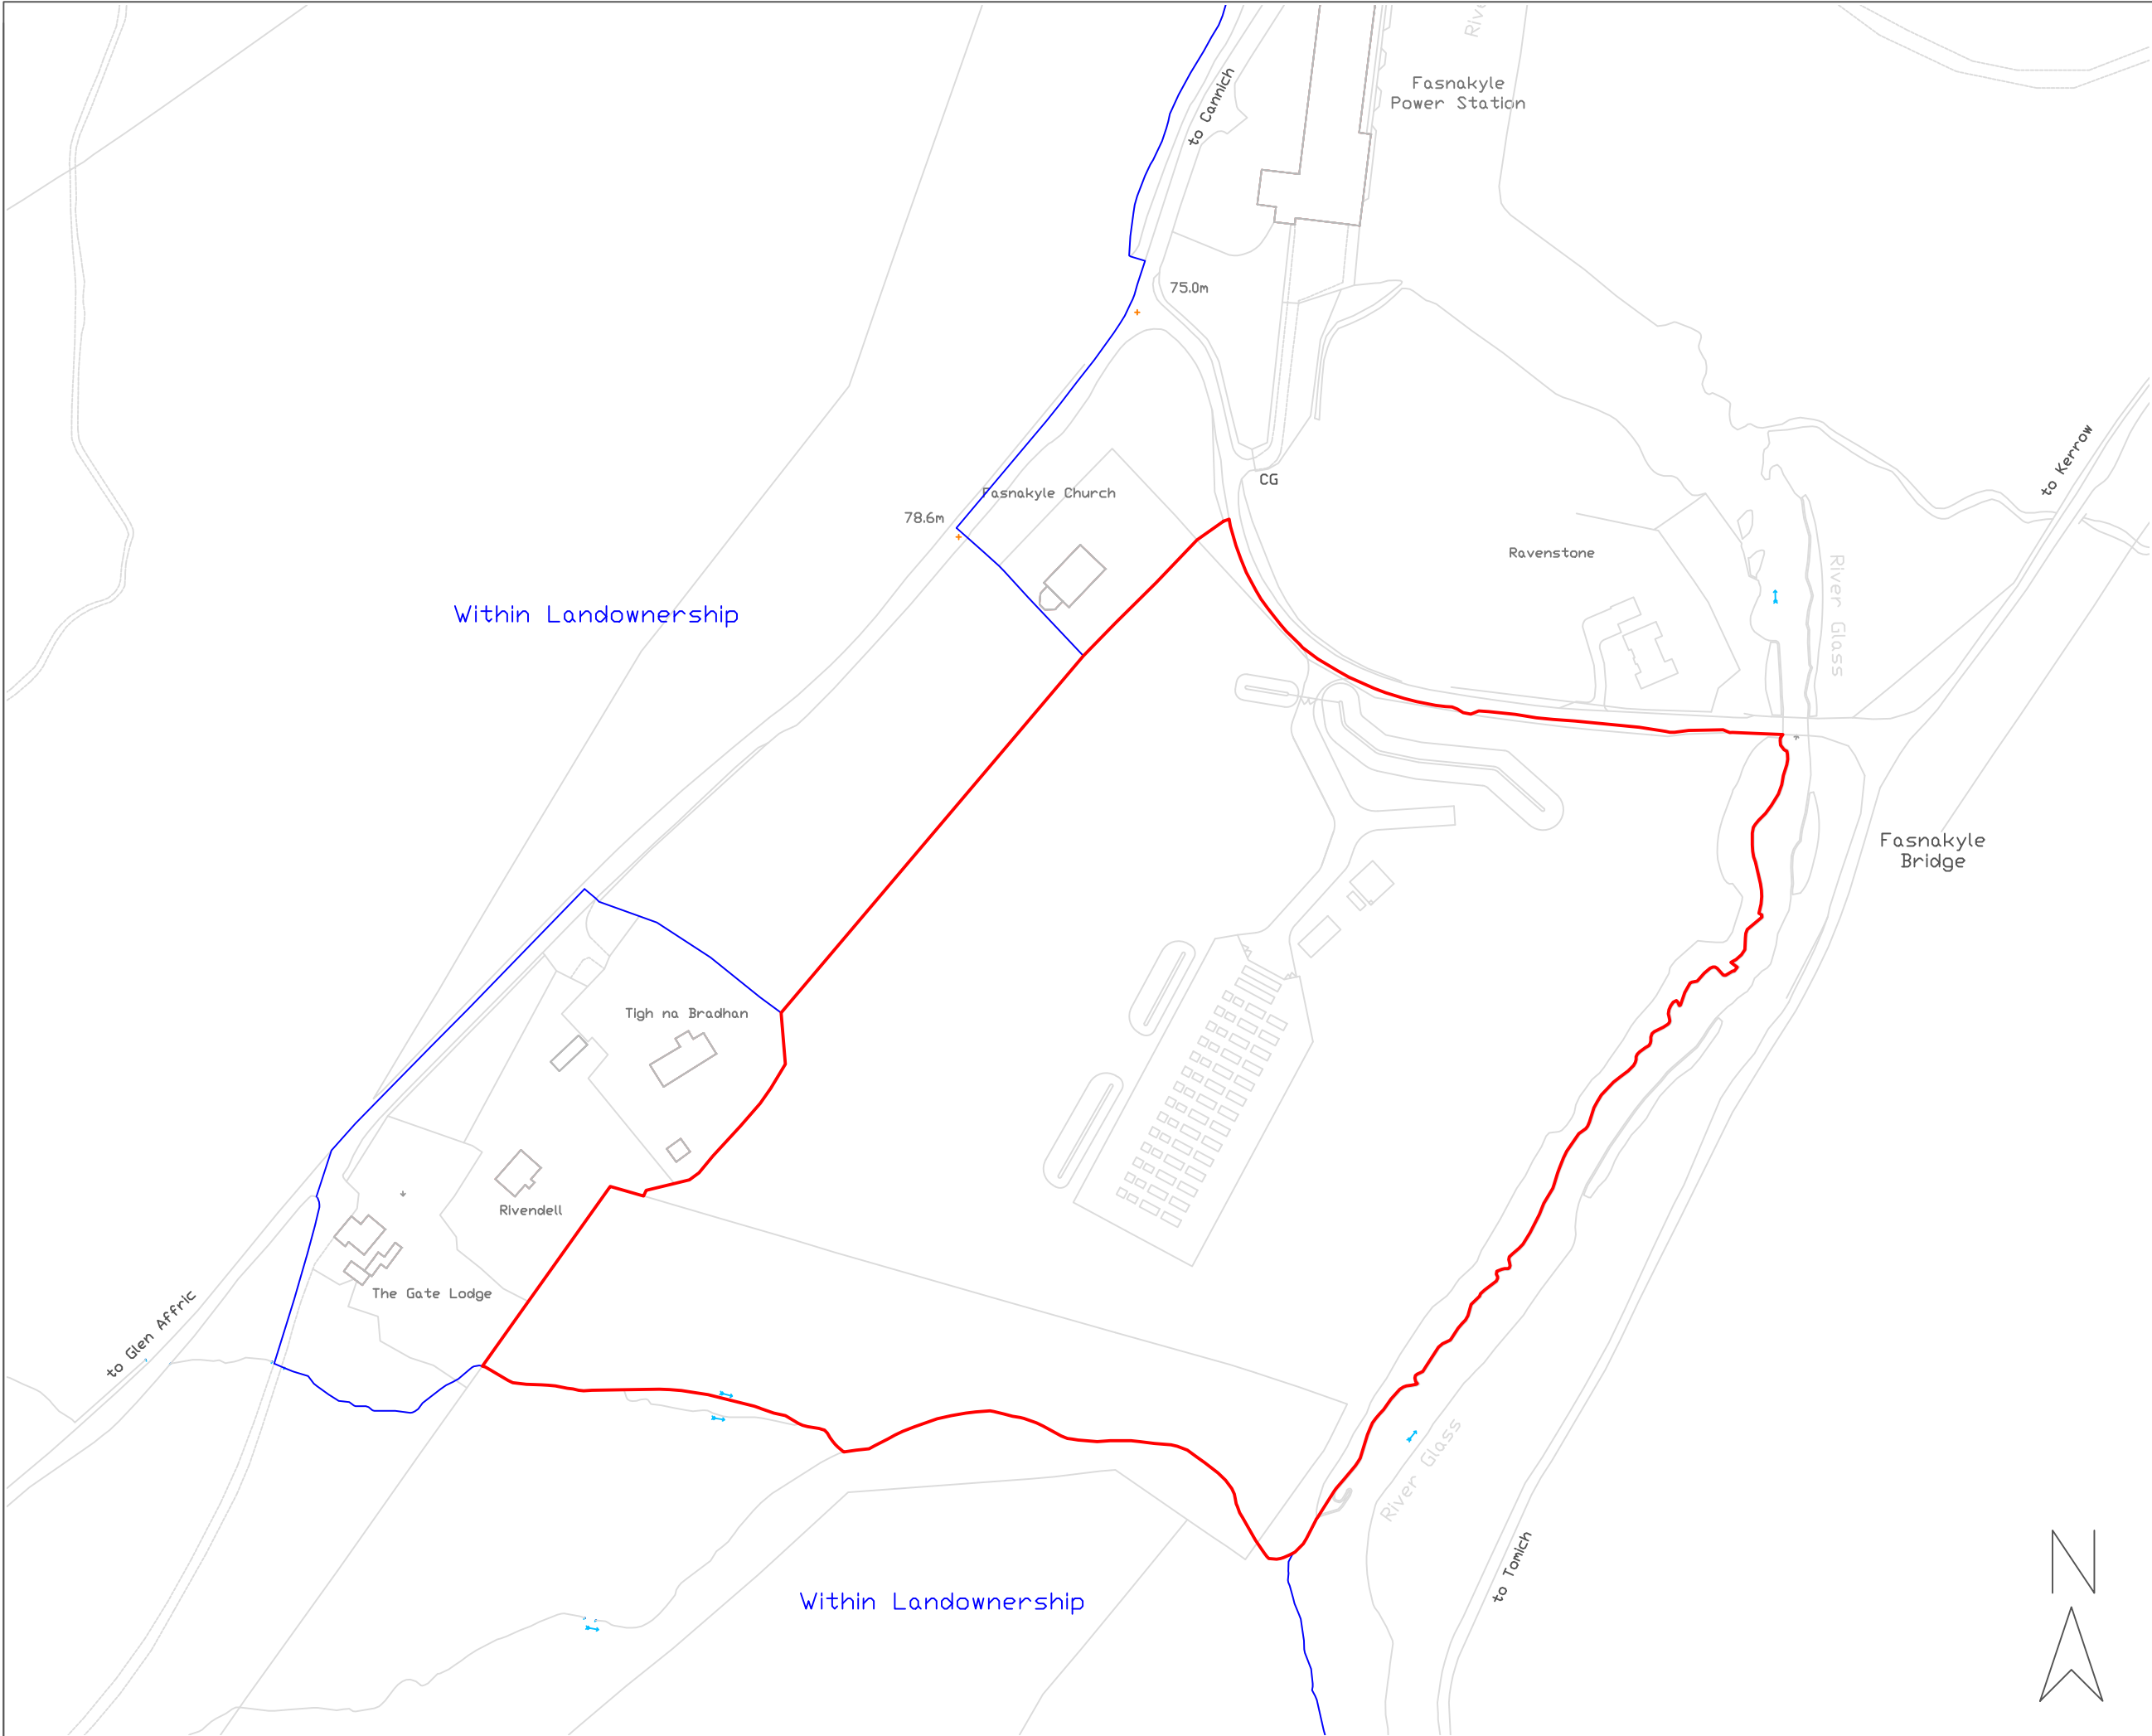 to Cannich
Fasnakyle
Power Station
75.0m
to Kerrow
CG
Fasnakyle Church
78.6m
Ravenstone
River Glass
Within Landownership
Fasnakyle
Bridge
Tigh na Bradhan
Rivendell
The Gate Lodge
to Glen Affric
River Glass
to Tomich
Within Landownership
N